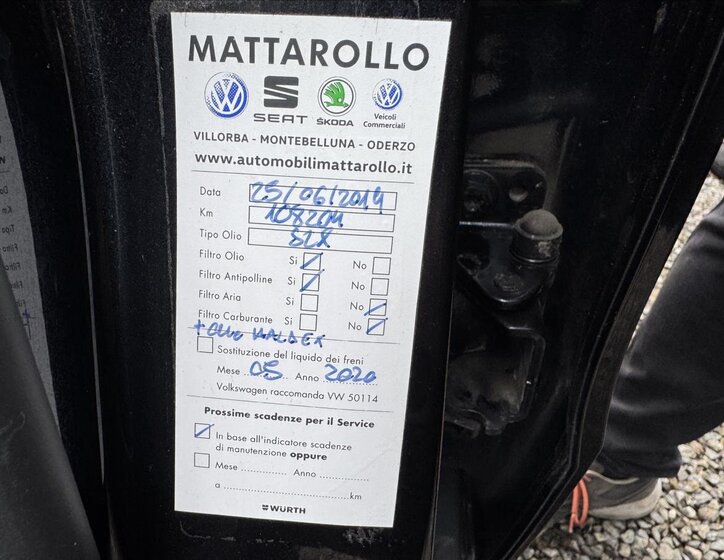 MATTAROLLO
SEAT ŠKODA Veicoli Commerciali
VILLORBA - MONTEBELLUNA - ODERZO
www.automobilimattarollo.it
Data 25/06/2019
Km 108204
Tipo Olio
Filtro Olio Si No
Filtro Antipolline Si No
Filtro Aria Si No
Filtro Carburante Si No
+ OLIO HALDEX
Sostituzione del liquido dei freni
Mese 05 Anno 2020
Volkswagen raccomanda VW 50114
Prossime scadenze per il Service
In base all'indicatore scadenze
di manutenzione oppure
Mese .............. Anno ..............
a ........................................ km
WÜRTH